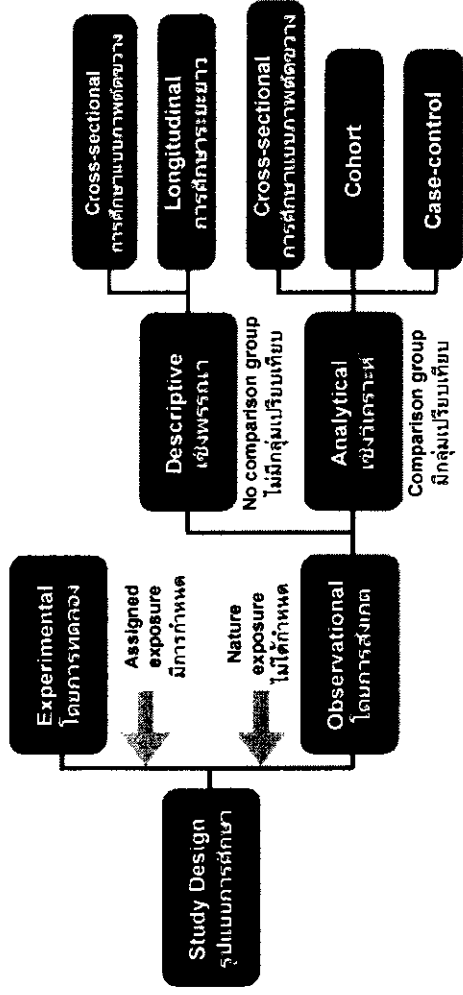 Study Design
รูปแบบการศึกษา
Experimental
โดยการทดลอง
Assigned
exposure
มีการกำหนด
Nature
exposure
ไม่ได้กำหนด
Observational
โดยการสังเกต
Descriptive
เชิงพรรณนา
No comparison group
ไม่มีกลุ่มเปรียบเทียบ
Analytical
เชิงวิเคราะห์
Comparison group
มีกลุ่มเปรียบเทียบ
Cross-sectional
การศึกษาแบบภาพตัดขวาง
Longitudinal
การศึกษาระยะยาว
Cross-sectional
การศึกษาแบบภาพตัดขวาง
Cohort
Case-control